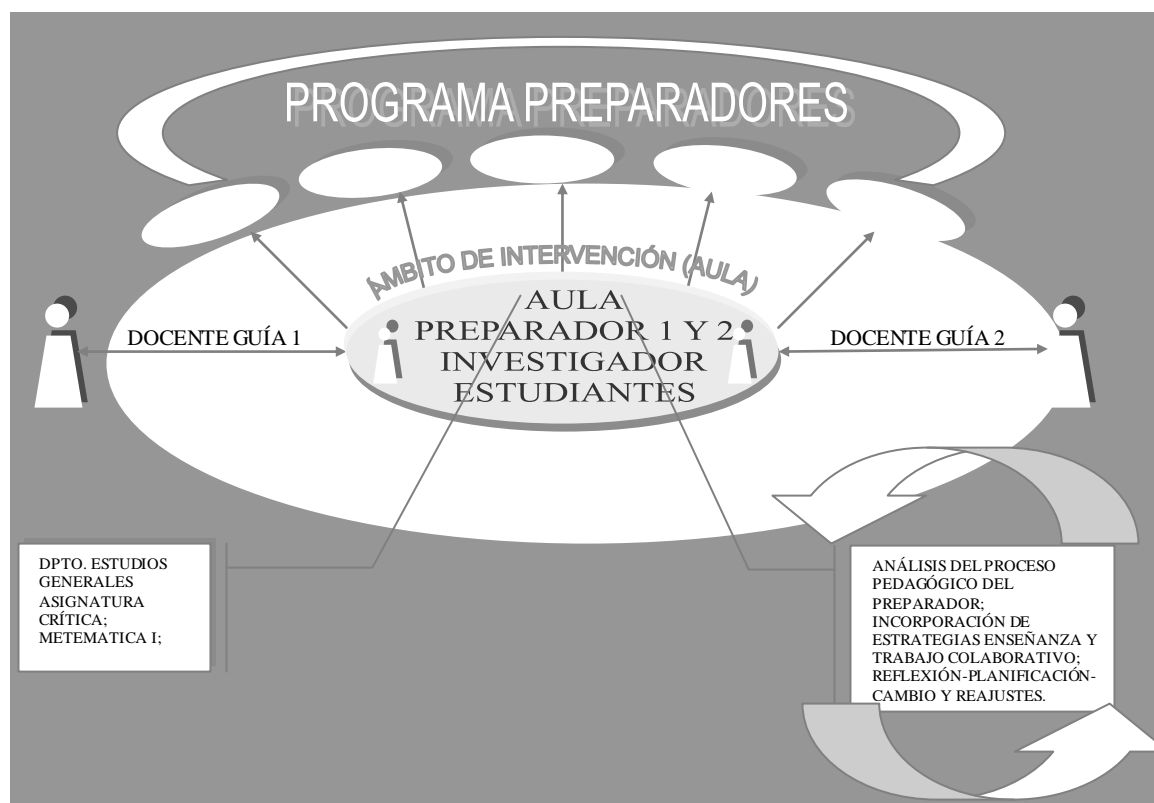 PROGRAMA PREPARADORES
ÁMBITO DE INTERVENCIÓN (AULA)
AULA
PREPARADOR 1 Y 2
INVESTIGADOR
ESTUDIANTES
DOCENTE GUÍA 1
DOCENTE GUÍA 2
DPTO. ESTUDIOS
GENERALES
ASIGNATURA
CRÍTICA;
METEMATICA I;
ANÁLISIS DEL PROCESO
PEDAGÓGICO DEL
PREPARADOR;
INCORPORACIÓN DE
ESTRATEGIAS ENSEÑANZA Y
TRABAJO COLABORATIVO;
REFLEXIÓN-PLANIFICACIÓN-
CAMBIO Y REAJUSTES.